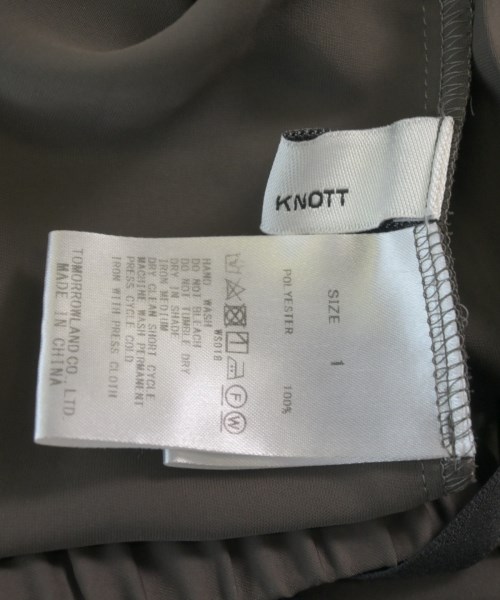 KNOTT
SIZE 1
POLYESTER 100%
WS018
HAND WASH
DO NOT BLEACH
DO NOT TUMBLE DRY
DRY IN SHADE
IRON MEDIUM
DRY CLEAN SHORT CYCLE
MACHINE WASH PERMANENT
PRESS CYCLE COLD
IRON WITH PRESS CLOTH
TOMORROWLAND CO., LTD
MADE IN CHINA